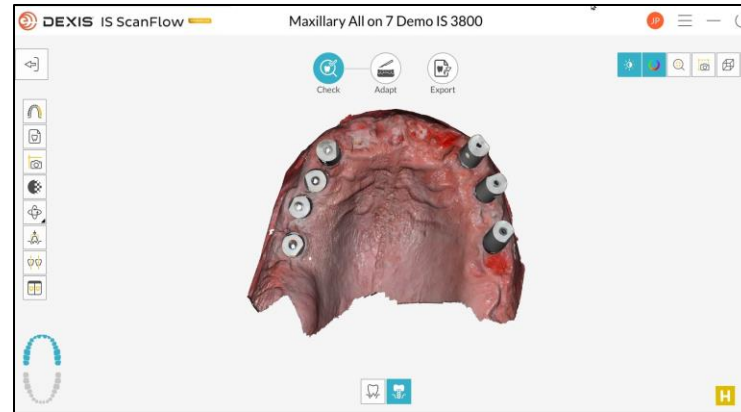 DEXIS IS ScanFlow
Maxillary All on 7 Demo IS 3800
JP
Check
Adapt
Export
H